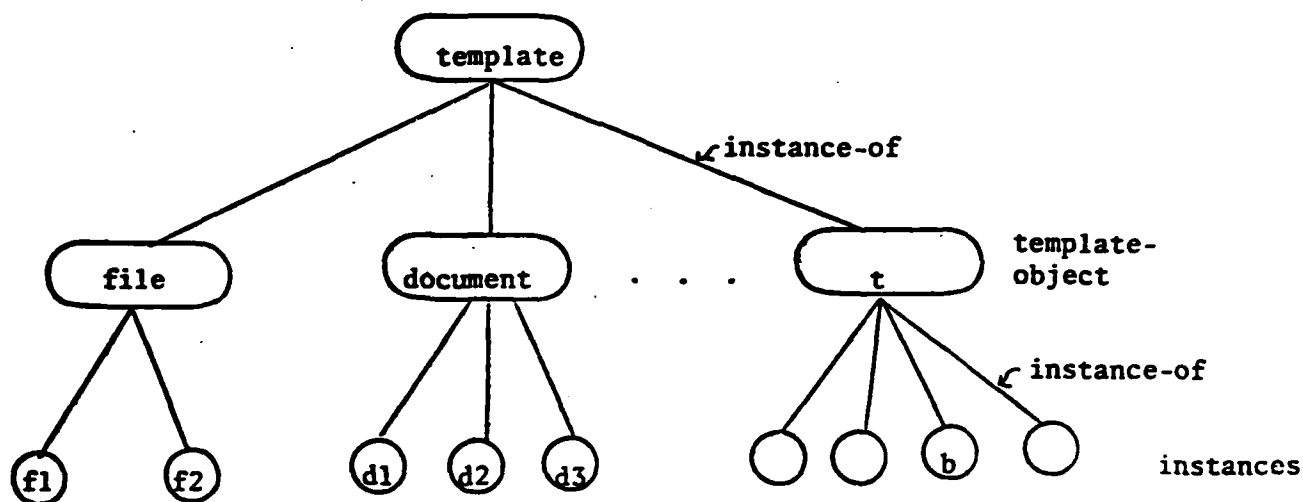 template
instance-of
file
document
. . .
t
template-
object
instance-of
f1
f2
d1
d2
d3
b
instances